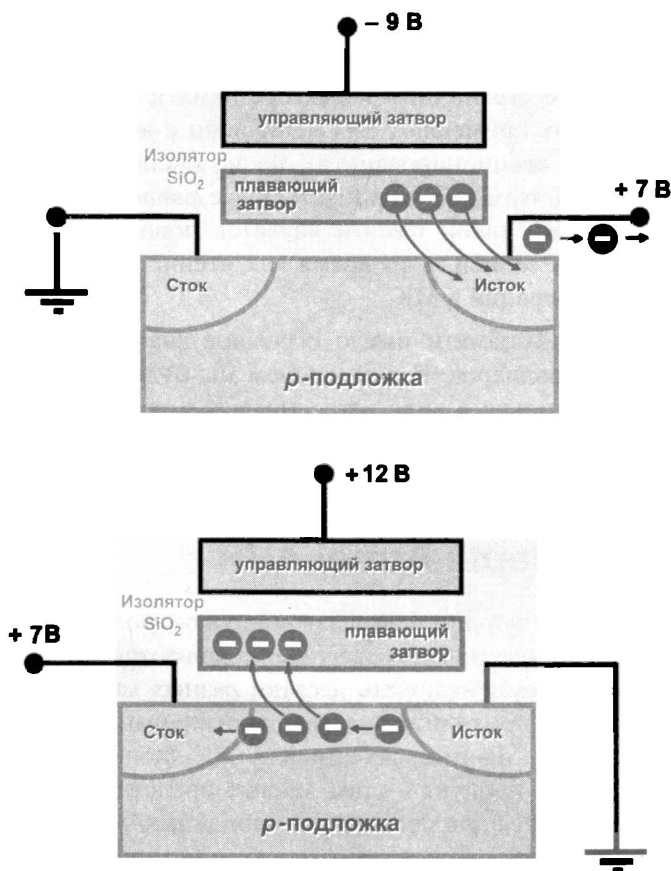 – 9 В
управляющий затвор
Изолятор
SiO₂
плавающий
затвор
+ 7 В
Сток
Исток
p-подложка
+12 В
управляющий затвор
Изолятор
SiO₂
плавающий
затвор
+ 7В
Сток
Исток
p-подложка